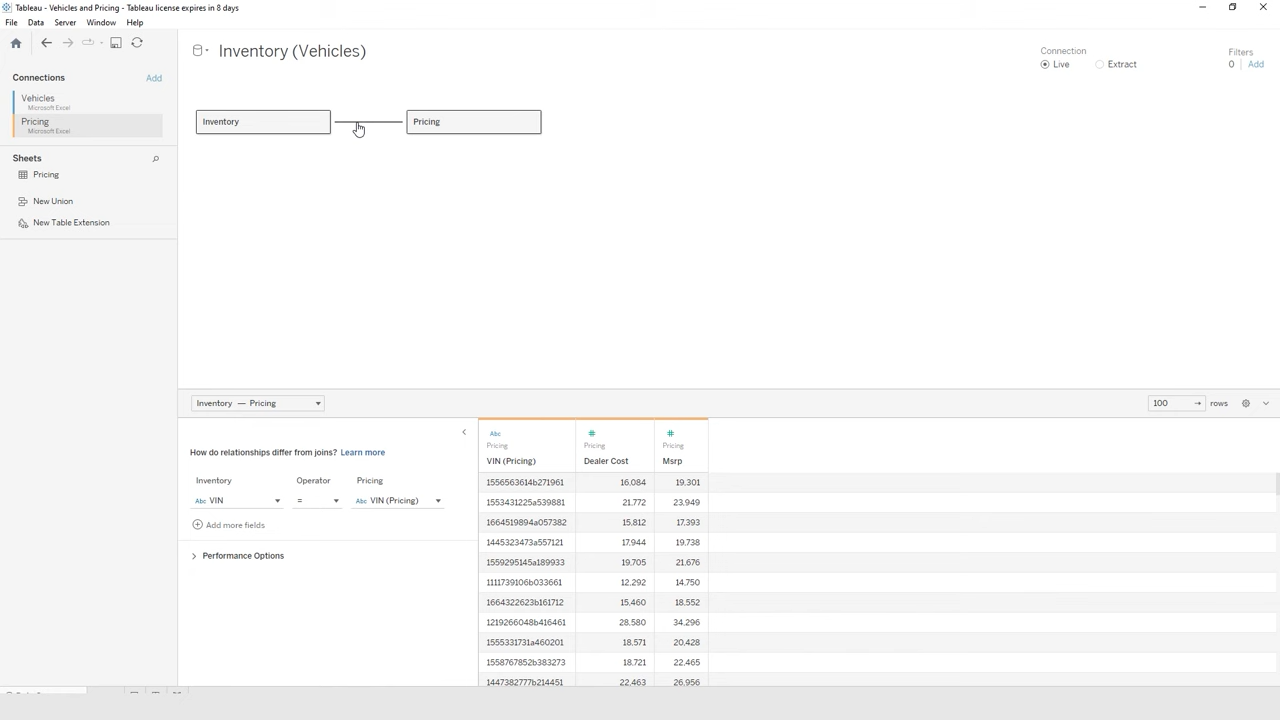 Tableau - Vehicles and Pricing - Tableau license expires in 8 days
File Data Server Window Help
Connections Add
Vehicles
Microsoft Excel
Pricing
Microsoft Excel
Sheets
Pricing
New Union
New Table Extension
Inventory (Vehicles)
Connection
Live Extract
Filters
0 Add
Inventory Pricing
Inventory — Pricing
100 → rows
How do relationships differ from joins? Learn more
Inventory Operator Pricing
Abc VIN = Abc VIN (Pricing)
Add more fields
Performance Options
Abc # #
Pricing Pricing Pricing
VIN (Pricing) Dealer Cost Msrp
1556563614b271961 16,084 19,301
1553431225a539881 21,772 23,949
1664519894a057382 15,812 17,393
1445323473a557121 17,944 19,738
1559295145a189933 19,705 21,676
1111739106b033661 12,292 14,750
1664322623b161712 15,460 18,552
1219266048b416461 28,580 34,296
1555331731a460201 18,571 20,428
1558767852b383273 18,721 22,465
1447382777b214451 22,463 26,956